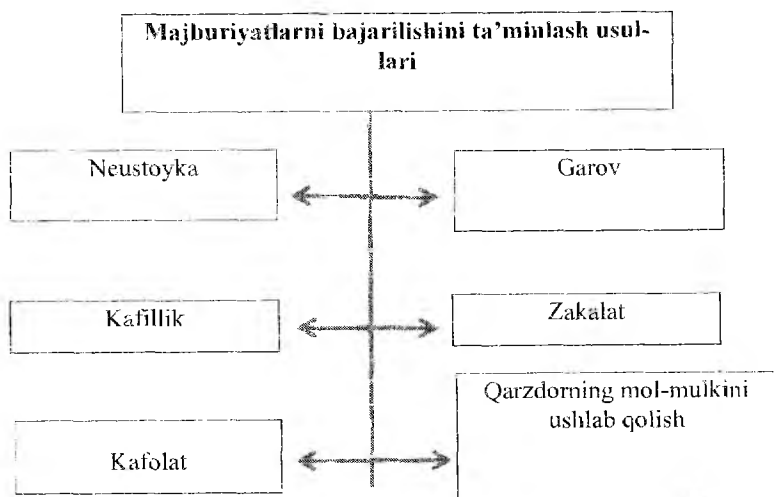 Majburiyatlarni bajarilishini ta'minlash usul-
lari
Neustoyka
Garov
Kafillik
Zakalat
Kafolat
Qarzdorning mol-mulkini
ushlab qolish